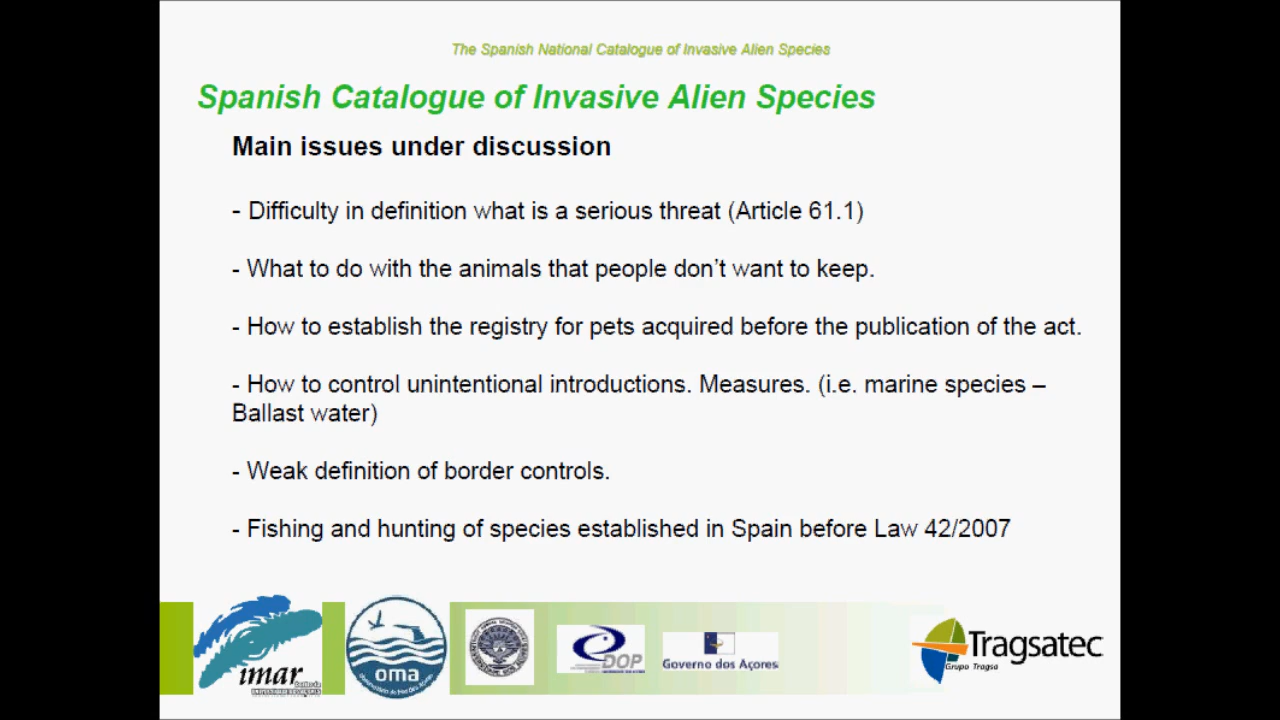 The Spanish National Catalogue of Invasive Alien Species
Spanish Catalogue of Invasive Alien Species
Main issues under discussion
- Difficulty in definition what is a serious threat (Article 61.1)
- What to do with the animals that people don't want to keep.
- How to establish the registry for pets acquired before the publication of the act.
- How to control unintentional introductions. Measures. (i.e. marine species –
Ballast water)
- Weak definition of border controls.
- Fishing and hunting of species established in Spain before Law 42/2007
imar
oma
DOP
Governo dos Açores
Tragsatec
Grupo Tragsa